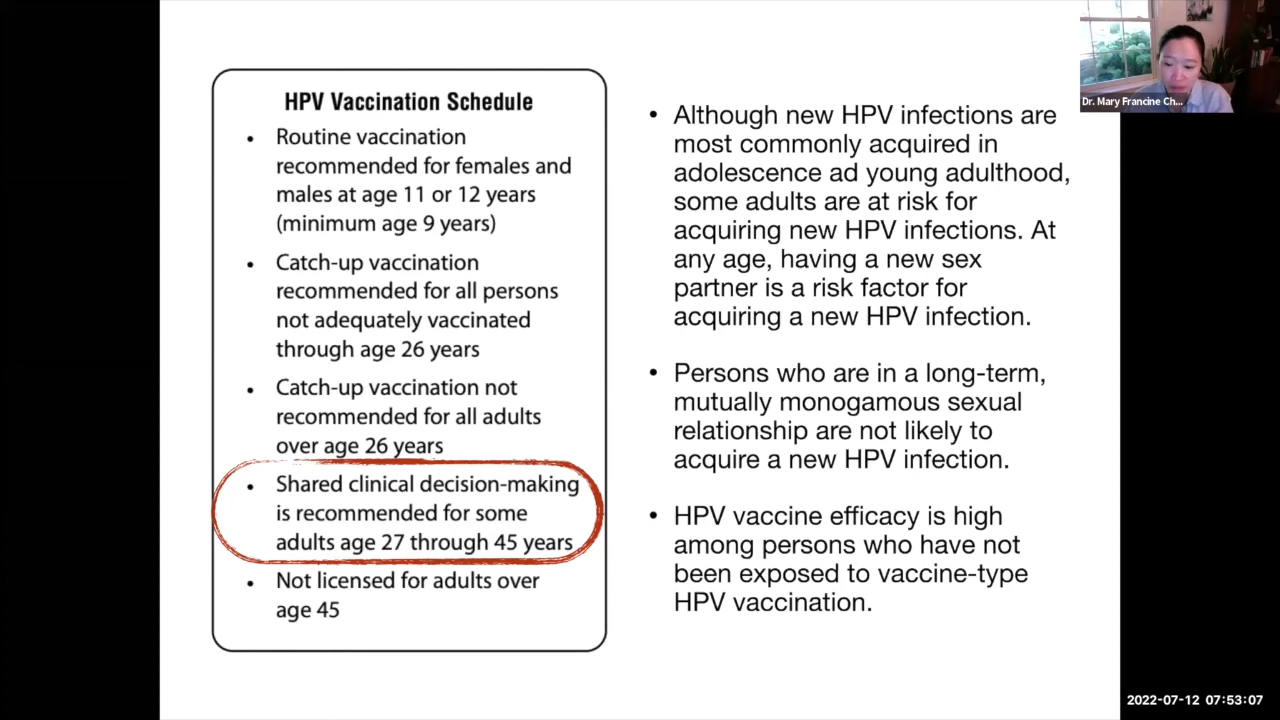 HPV Vaccination Schedule
• Routine vaccination
recommended for females and
males at age 11 or 12 years
(minimum age 9 years)
• Catch-up vaccination
recommended for all persons
not adequately vaccinated
through age 26 years
• Catch-up vaccination not
recommended for all adults
over age 26 years
• Shared clinical decision-making
is recommended for some
adults age 27 through 45 years
• Not licensed for adults over
age 45
• Although new HPV infections are
most commonly acquired in
adolescence ad young adulthood,
some adults are at risk for
acquiring new HPV infections. At
any age, having a new sex
partner is a risk factor for
acquiring a new HPV infection.
• Persons who are in a long-term,
mutually monogamous sexual
relationship are not likely to
acquire a new HPV infection.
• HPV vaccine efficacy is high
among persons who have not
been exposed to vaccine-type
HPV vaccination.
Dr. Mary Francine Ch...
2022-07-12 07:53:07